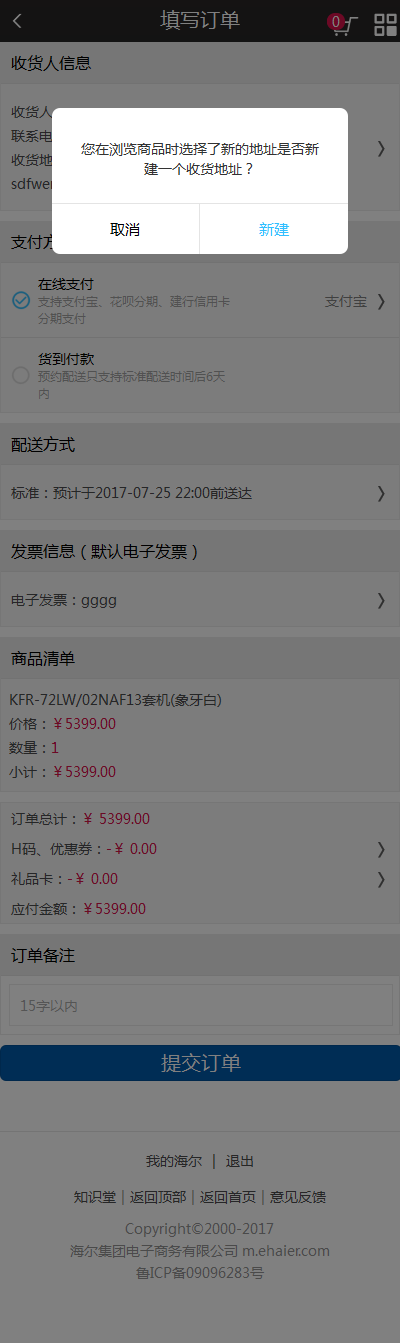 填写订单
0
收货人信息
收货人
联系电
收货地
sdfwer
您在浏览商品时选择了新的地址是否新
建一个收货地址？
取消
新建
支付方
在线支付
支持支付宝、花呗分期、建行信用卡
分期支付
支付宝
货到付款
预约配送只支持标准配送时间后6天
内
配送方式
标准：预计于2017-07-25 22:00前送达
发票信息（默认电子发票）
电子发票：gggg
商品清单
KFR-72LW/02NAF13套机(象牙白)
价格：￥5399.00
数量：1
小计：￥5399.00
订单总计：￥ 5399.00
H码、优惠券：-￥ 0.00
礼品卡：-￥ 0.00
应付金额：￥5399.00
订单备注
15字以内
提交订单
我的海尔 | 退出
知识堂 | 返回顶部 | 返回首页 | 意见反馈
Copyright©2000-2017
海尔集团电子商务有限公司 m.ehaier.com
鲁ICP备09096283号